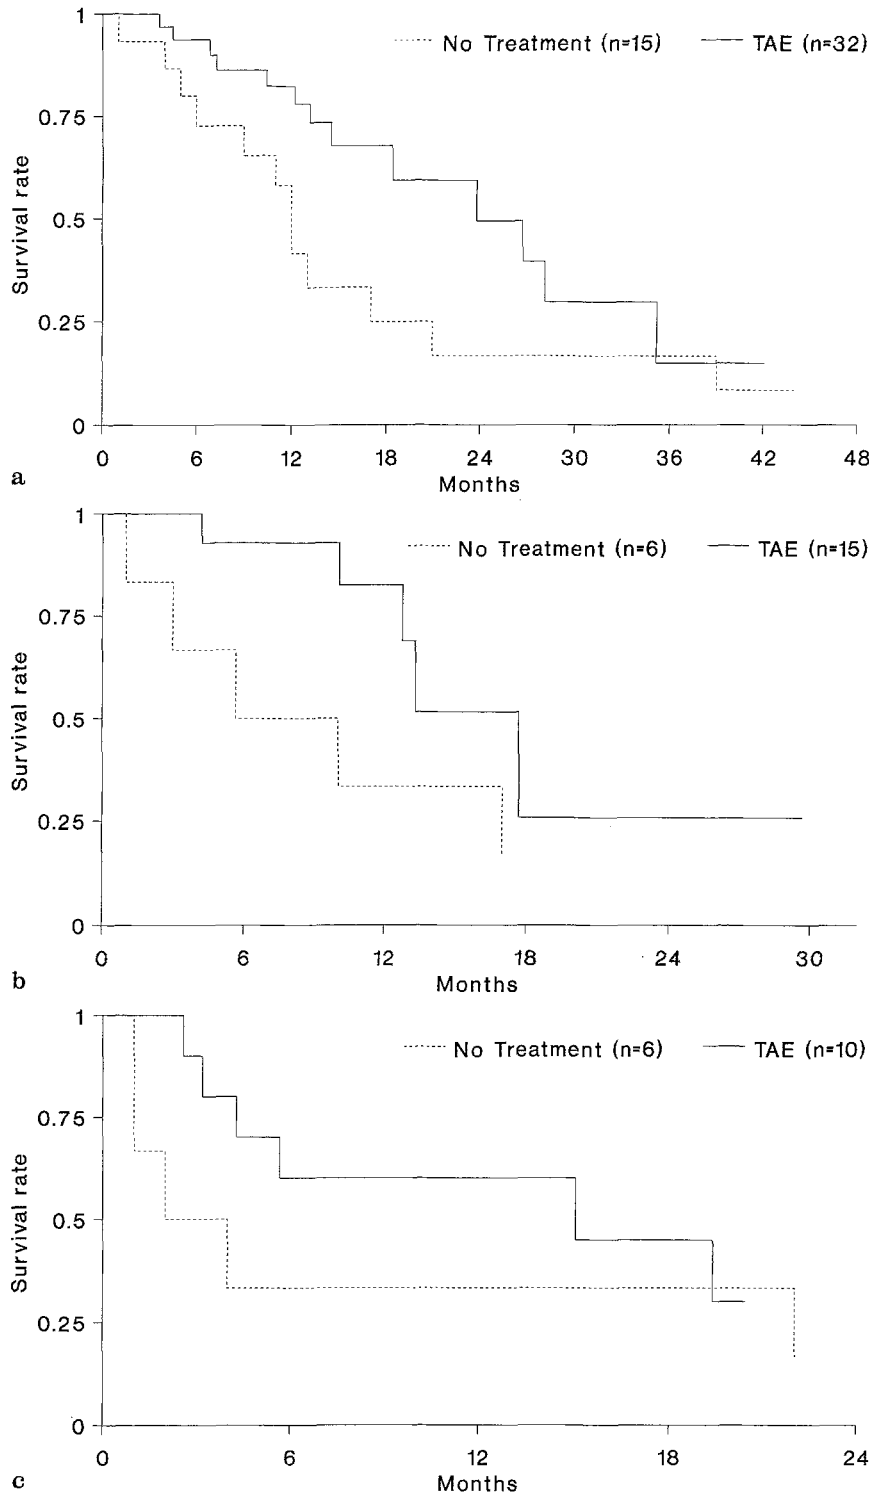 1
No Treatment (n=15) TAE (n=32)
0.75
Survival rate
0.5
0.25
0
0 6 12 18 24 30 36 42 48
a
Months
1
No Treatment (n=6) TAE (n=15)
0.75
Survival rate
0.5
0.25
0
0 6 12 18 24 30
b
Months
1
No Treatment (n=6) TAE (n=10)
0.75
Survival rate
0.5
0.25
0
0 6 12 18 24
c
Months